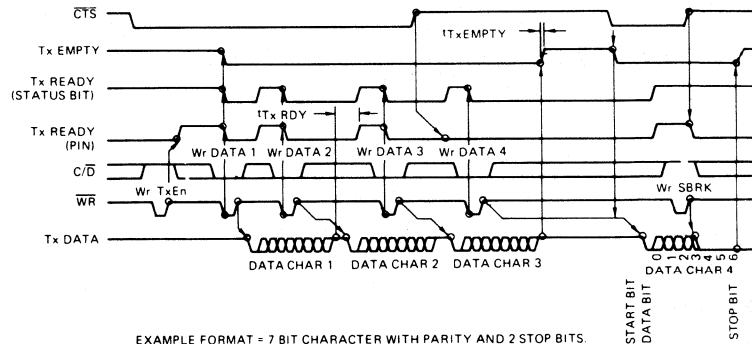 CTS
tTxEMPTY
Tx EMPTY
Tx READY
(STATUS BIT)
tTx RDY
Tx READY
(PIN)
Wr DATA 1 Wr DATA 2 Wr DATA 3 Wr DATA 4
C/D
Wr TxEn
Wr SBRK
WR
Tx DATA
DATA CHAR 1 DATA CHAR 2 DATA CHAR 3
0 1 2 3 4 5 6
DATA CHAR 4
START BIT
DATA BIT
STOP BIT
EXAMPLE FORMAT = 7 BIT CHARACTER WITH PARITY AND 2 STOP BITS.